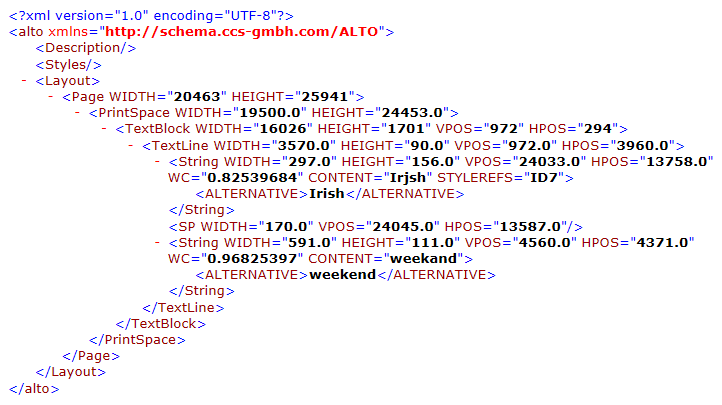 <?xml version="1.0" encoding="UTF-8"?>
<alto xmlns="http://schema.ccs-gmbh.com/ALTO">
<Description/>
<Styles/>
- <Layout>
- <Page WIDTH="20463" HEIGHT="25941">
- <PrintSpace WIDTH="19500.0" HEIGHT="24453.0">
- <TextBlock WIDTH="16026" HEIGHT="1701" VPOS="972" HPOS="294">
- <TextLine WIDTH="3570.0" HEIGHT="90.0" VPOS="972.0" HPOS="3960.0">
- <String WIDTH="297.0" HEIGHT="156.0" VPOS="24033.0" HPOS="13758.0"
WC="0.82539684" CONTENT="Irjsh" STYLEREFS="ID7">
<ALTERNATIVE>Irish</ALTERNATIVE>
</String>
<SP WIDTH="170.0" VPOS="24045.0" HPOS="13587.0"/>
- <String WIDTH="591.0" HEIGHT="111.0" VPOS="4560.0" HPOS="4371.0"
WC="0.96825397" CONTENT="weekand">
<ALTERNATIVE>weekend</ALTERNATIVE>
</String>
</TextLine>
</TextBlock>
</PrintSpace>
</Page>
</Layout>
</alto>